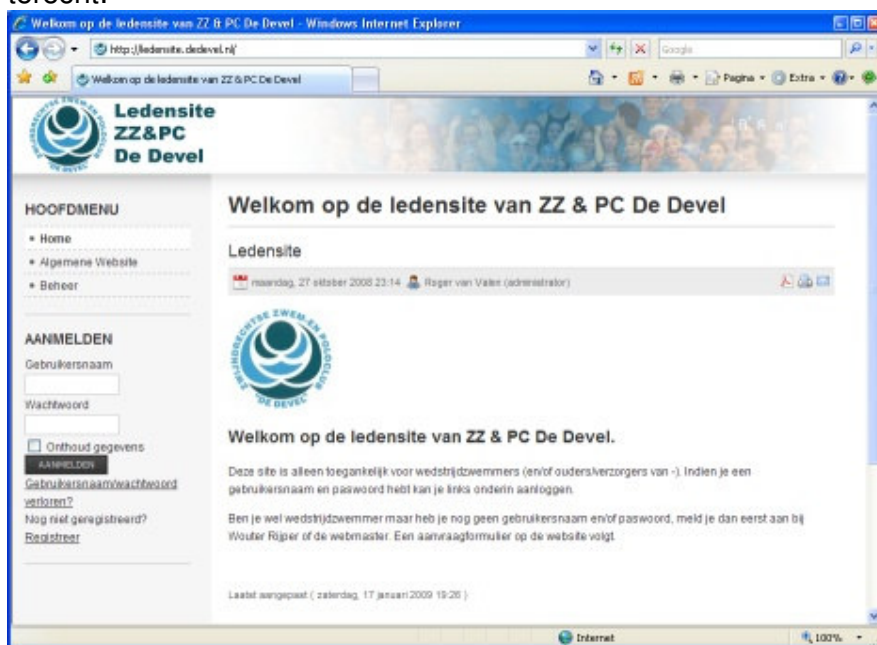 terecht.
Welkom op de ledensite van ZZ & PC De Devel - Windows Internet Explorer
http://ledensite.dedevel.nl/
Google
Welkom op de ledensite van ZZ & PC De Devel
Pagina
Extra
Ledensite
ZZ&PC
De Devel
HOOFDMENU
Home
Algemene Website
Beheer
AANMELDEN
Gebruikersnaam
Wachtwoord
Onthoud gegevens
AANMELDEN
Gebruikersnaam/wachtwoord
verloren?
Nog niet geregistreerd?
Registreer
Welkom op de ledensite van ZZ & PC De Devel
Ledensite
maandag, 27 oktober 2008 23:14 Roger van Valen (administrator)
ZWIJNDRECHTSE ZWEM-EN POLOCLUB
"DE DEVEL"
Welkom op de ledensite van ZZ & PC De Devel.
Deze site is alleen toegankelijk voor wedstrijdzwemmers (en/of ouders/verzorgers van -). Indien je een
gebruikersnaam en paswoord hebt kan je links onderin aanloggen.
Ben je wel wedstrijdzwemmer maar heb je nog geen gebruikersnaam en/of paswoord, meld je dan eerst aan bij
Wouter Rijper of de webmaster. Een aanvraagformulier op de website volgt.
Laatst aangepast ( zaterdag, 17 januari 2009 19:26 )
Internet
100%